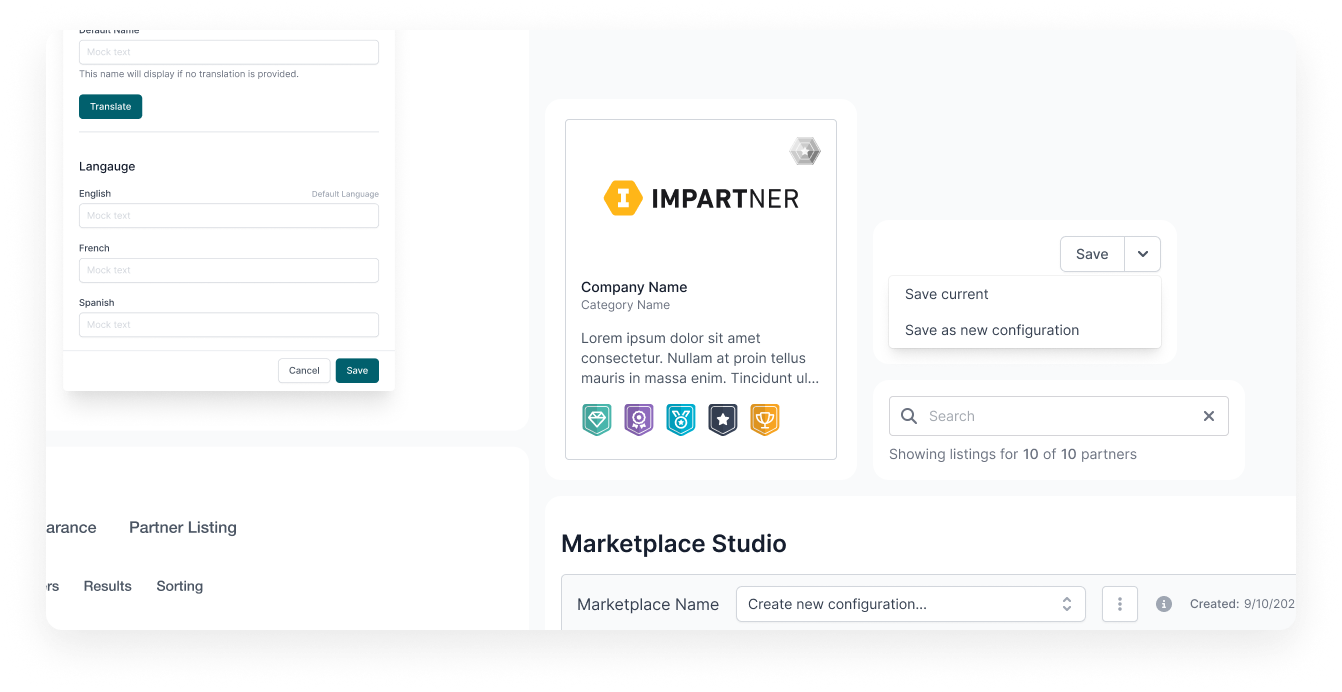 Default Name
Mock text
This name will display if no translation is provided.
Translate
Langauge
English
Default Language
Mock text
French
Mock text
Spanish
Mock text
Cancel
Save
arance
Partner Listing
rs
Results
Sorting
IMPARTNER
Company Name
Category Name
Lorem ipsum dolor sit amet
consectetur. Nullam at proin tellus
mauris in massa enim. Tincidunt ul...
Save
Save current
Save as new configuration
Search
Showing listings for 10 of 10 partners
Marketplace Studio
Marketplace Name
Create new configuration...
Created: 9/10/202